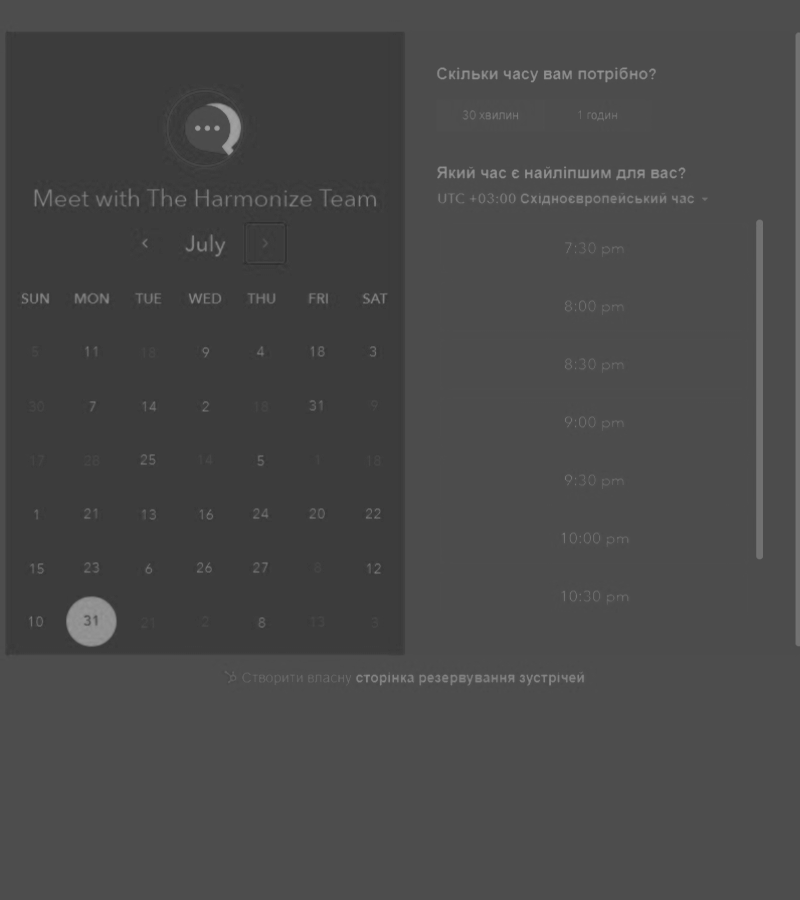 Meet with The Harmonize Team
July
SUN MON TUE WED THU FRI SAT
5 11 18 9 4 18 3
30 7 14 2 18 31 9
17 28 25 14 5 1 18
1 21 13 16 24 20 22
15 23 6 26 27 8 12
10 31 21 2 8 13 3
Скільки часу вам потрібно?
30 хвилин 1 годин
Який час є найліпшим для вас?
UTC +03:00 Східноєвропейський час
7:30 pm
8:00 pm
8:30 pm
9:00 pm
9:30 pm
10:00 pm
10:30 pm
Створити власну сторінка резервування зустрічей